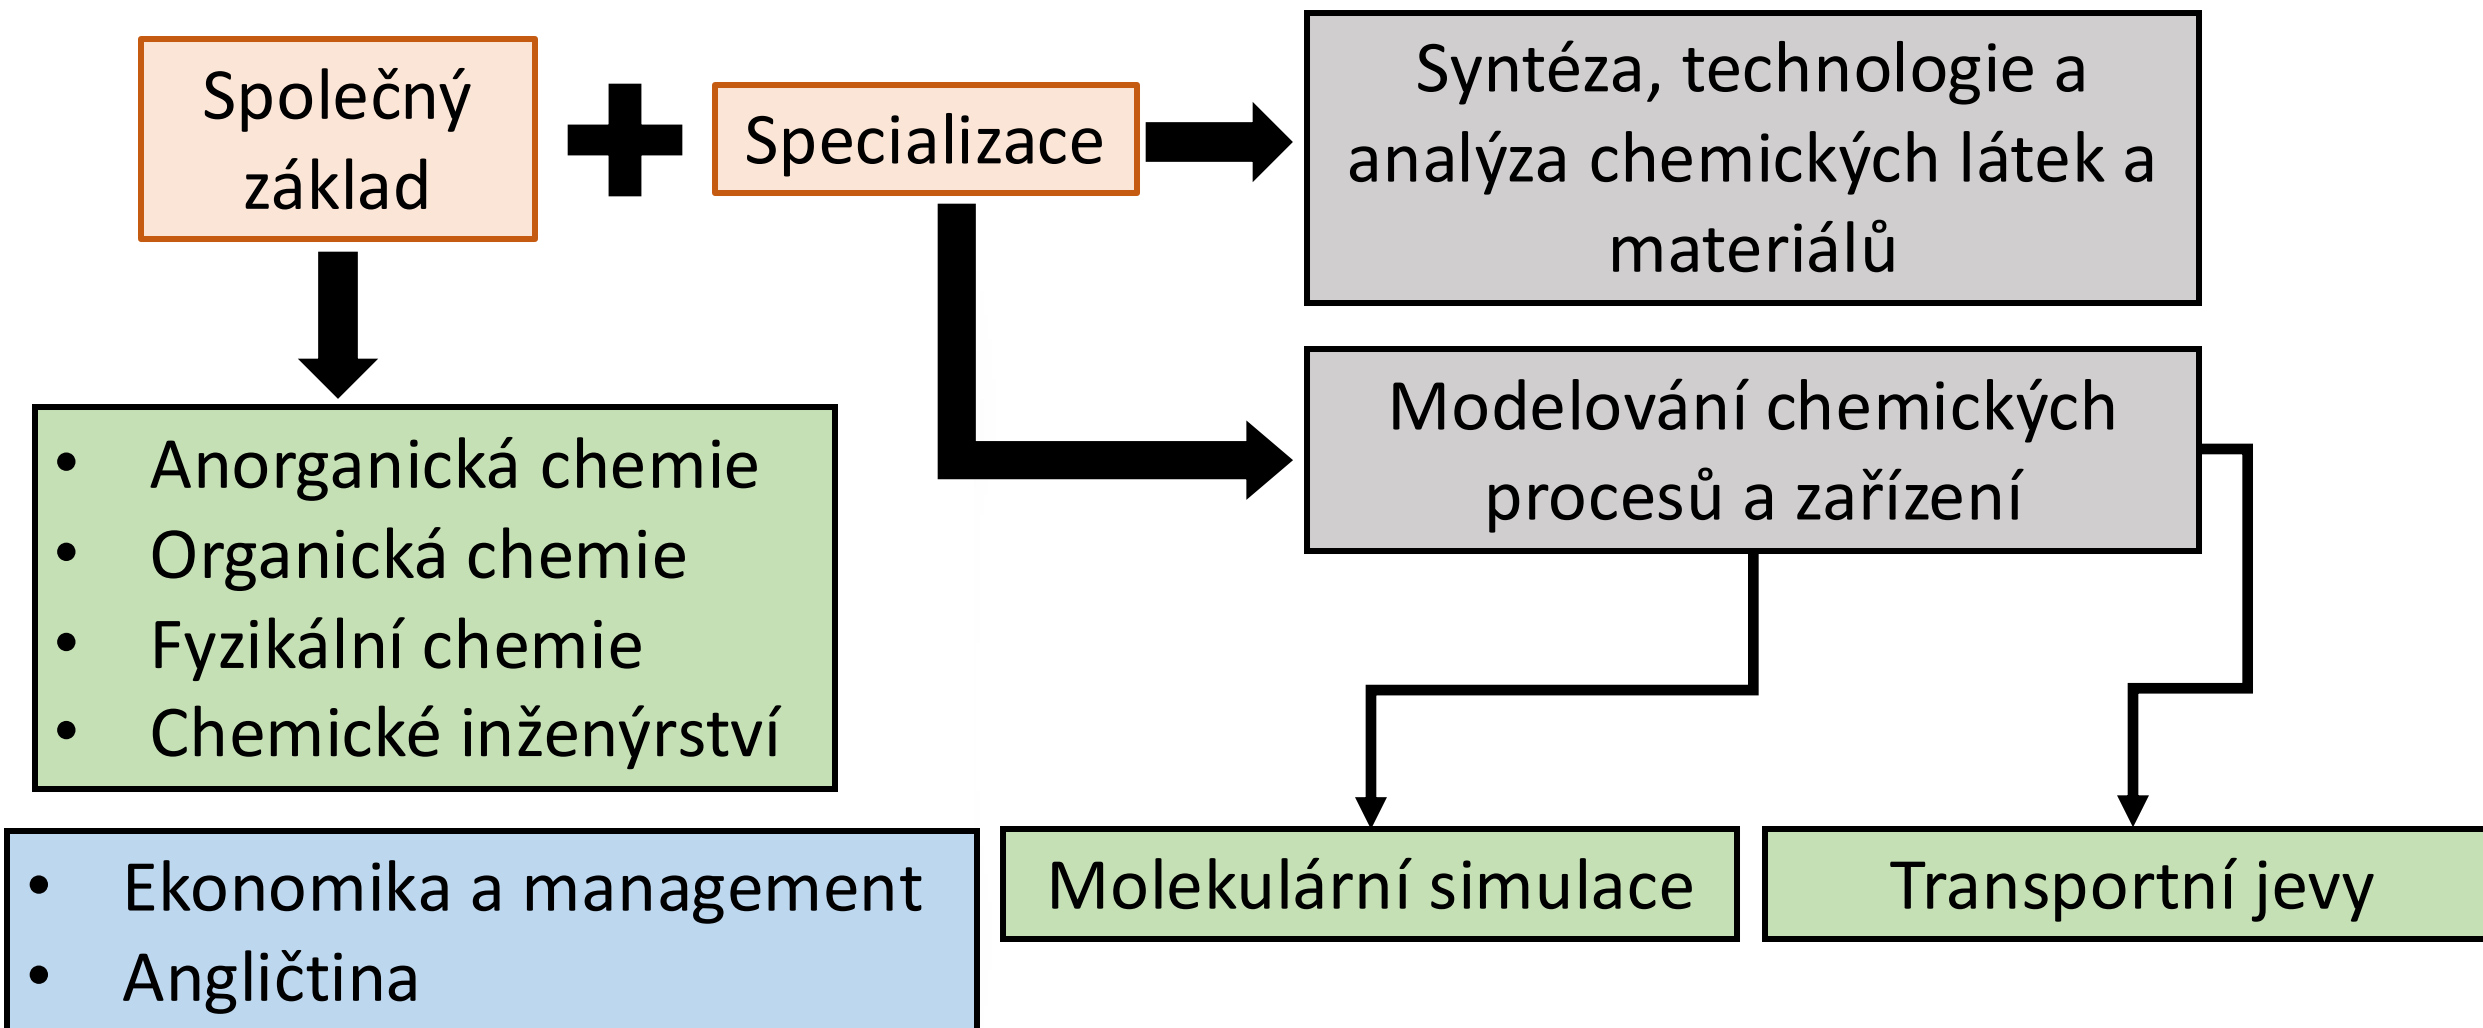 Společný
základ
Specializace
Syntéza, technologie a
analýza chemických látek a
materiálů
Modelování chemických
procesů a zařízení
• Anorganická chemie
• Organická chemie
• Fyzikální chemie
• Chemické inženýrství
• Ekonomika a management
• Angličtina
Molekulární simulace
Transportní jevy